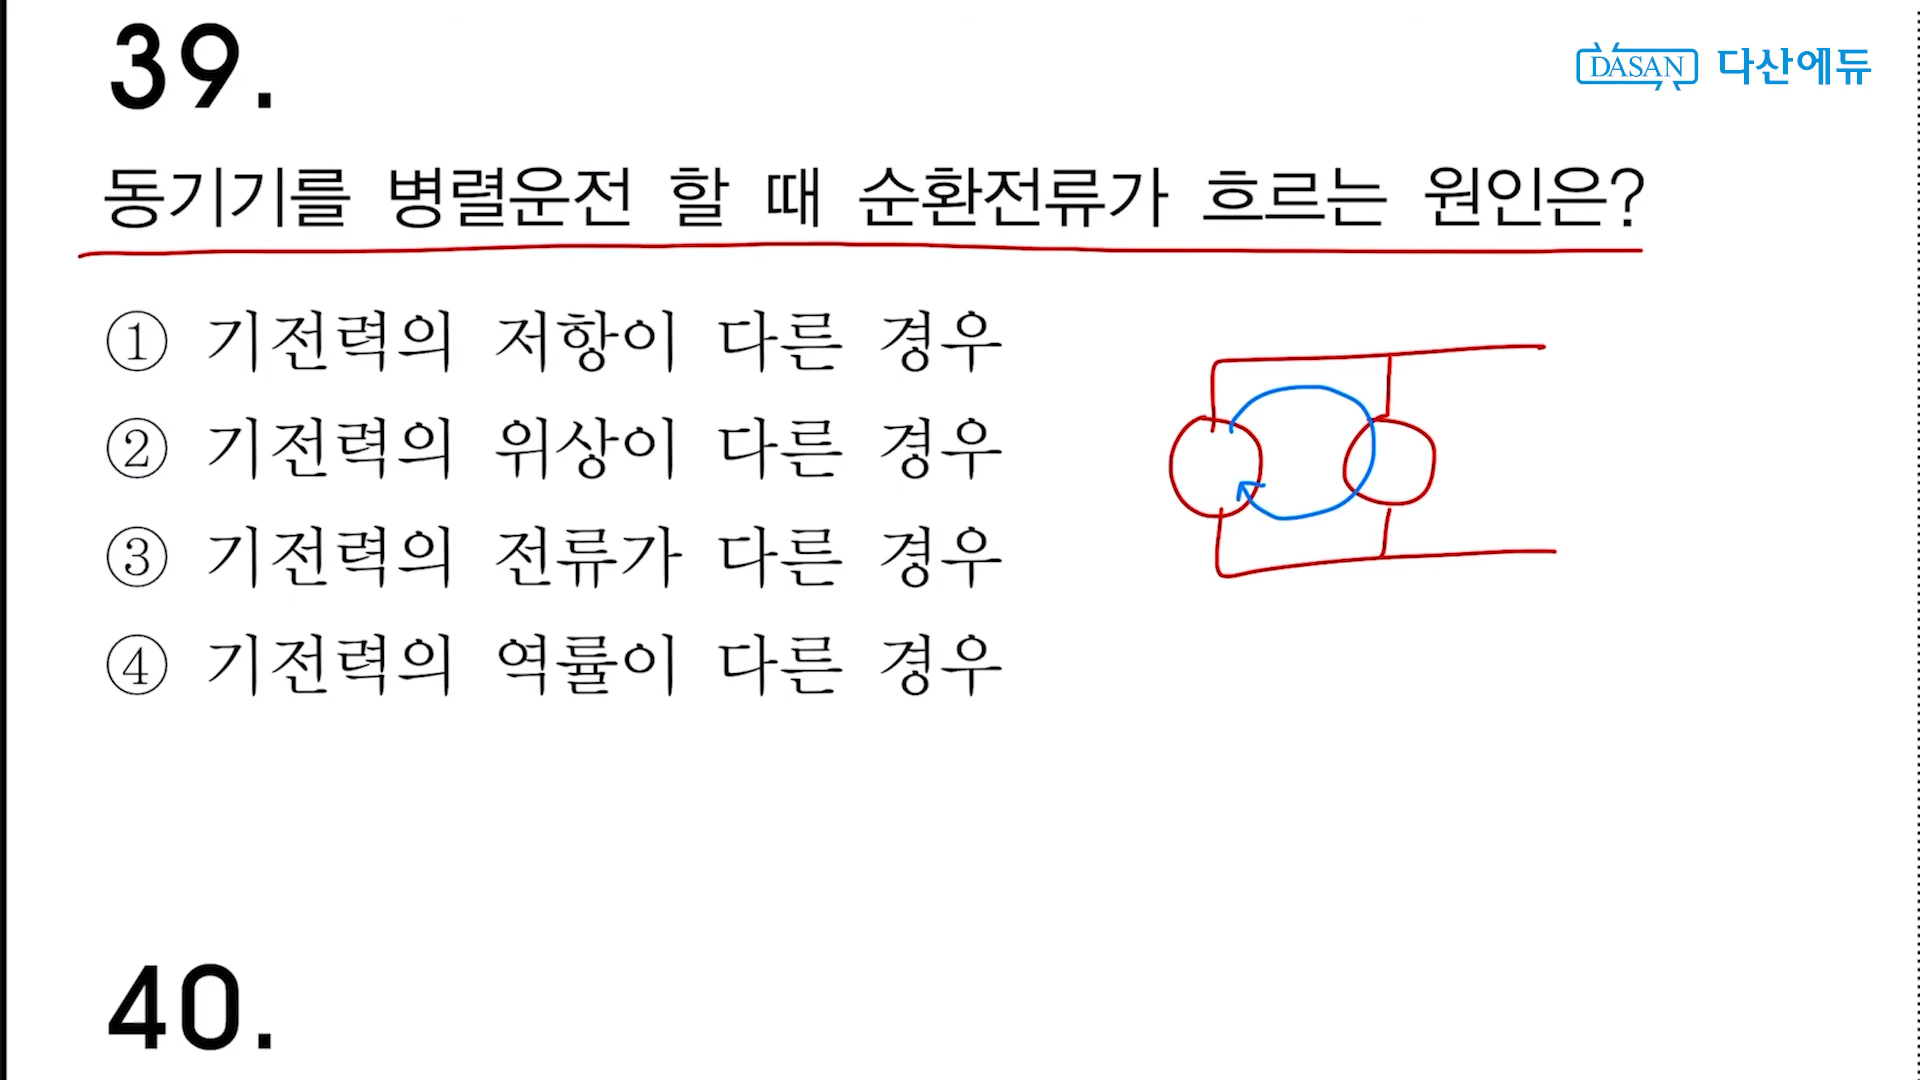 39.
DASAN 다산에듀
동기기를 병렬운전 할 때 순환전류가 흐르는 원인은?
① 기전력의 저항이 다른 경우
② 기전력의 위상이 다른 경우
③ 기전력의 전류가 다른 경우
④ 기전력의 역률이 다른 경우
40.